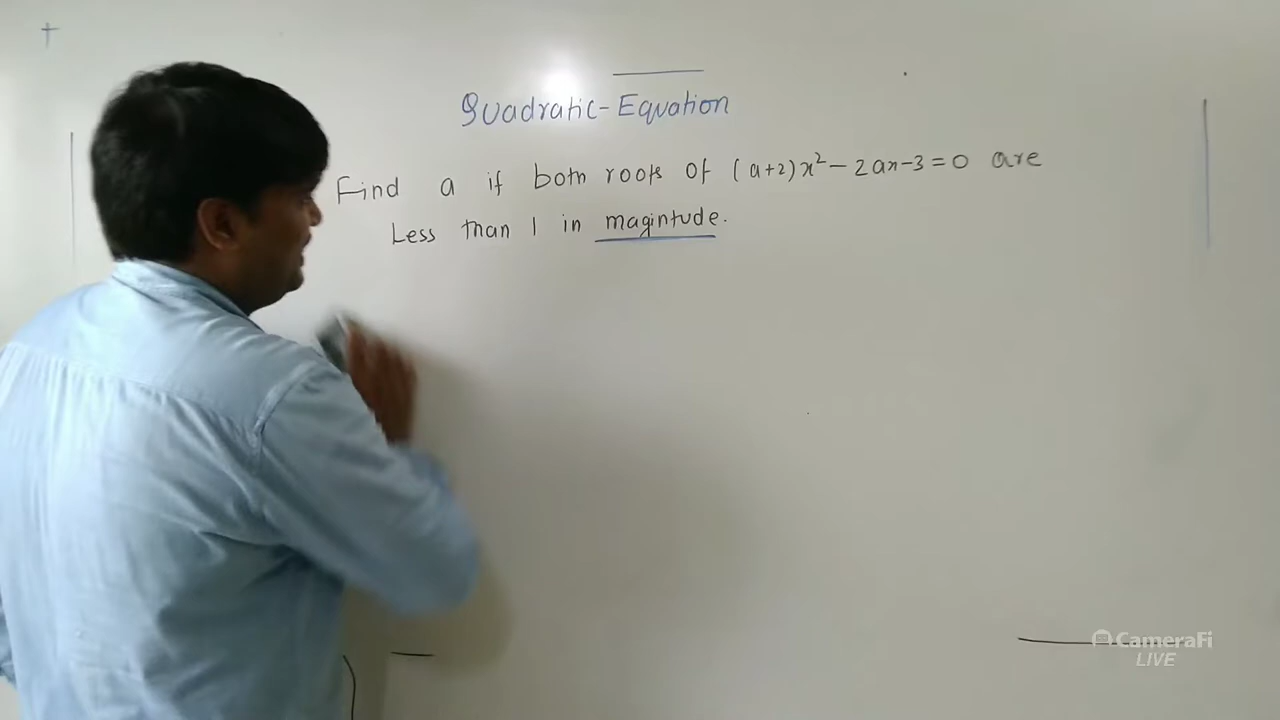 Quadratic-Equation
Find a if both roots of (a+2)x² - 2ax - 3 = 0 are
Less than 1 in magintude.
CameraFi
LIVE